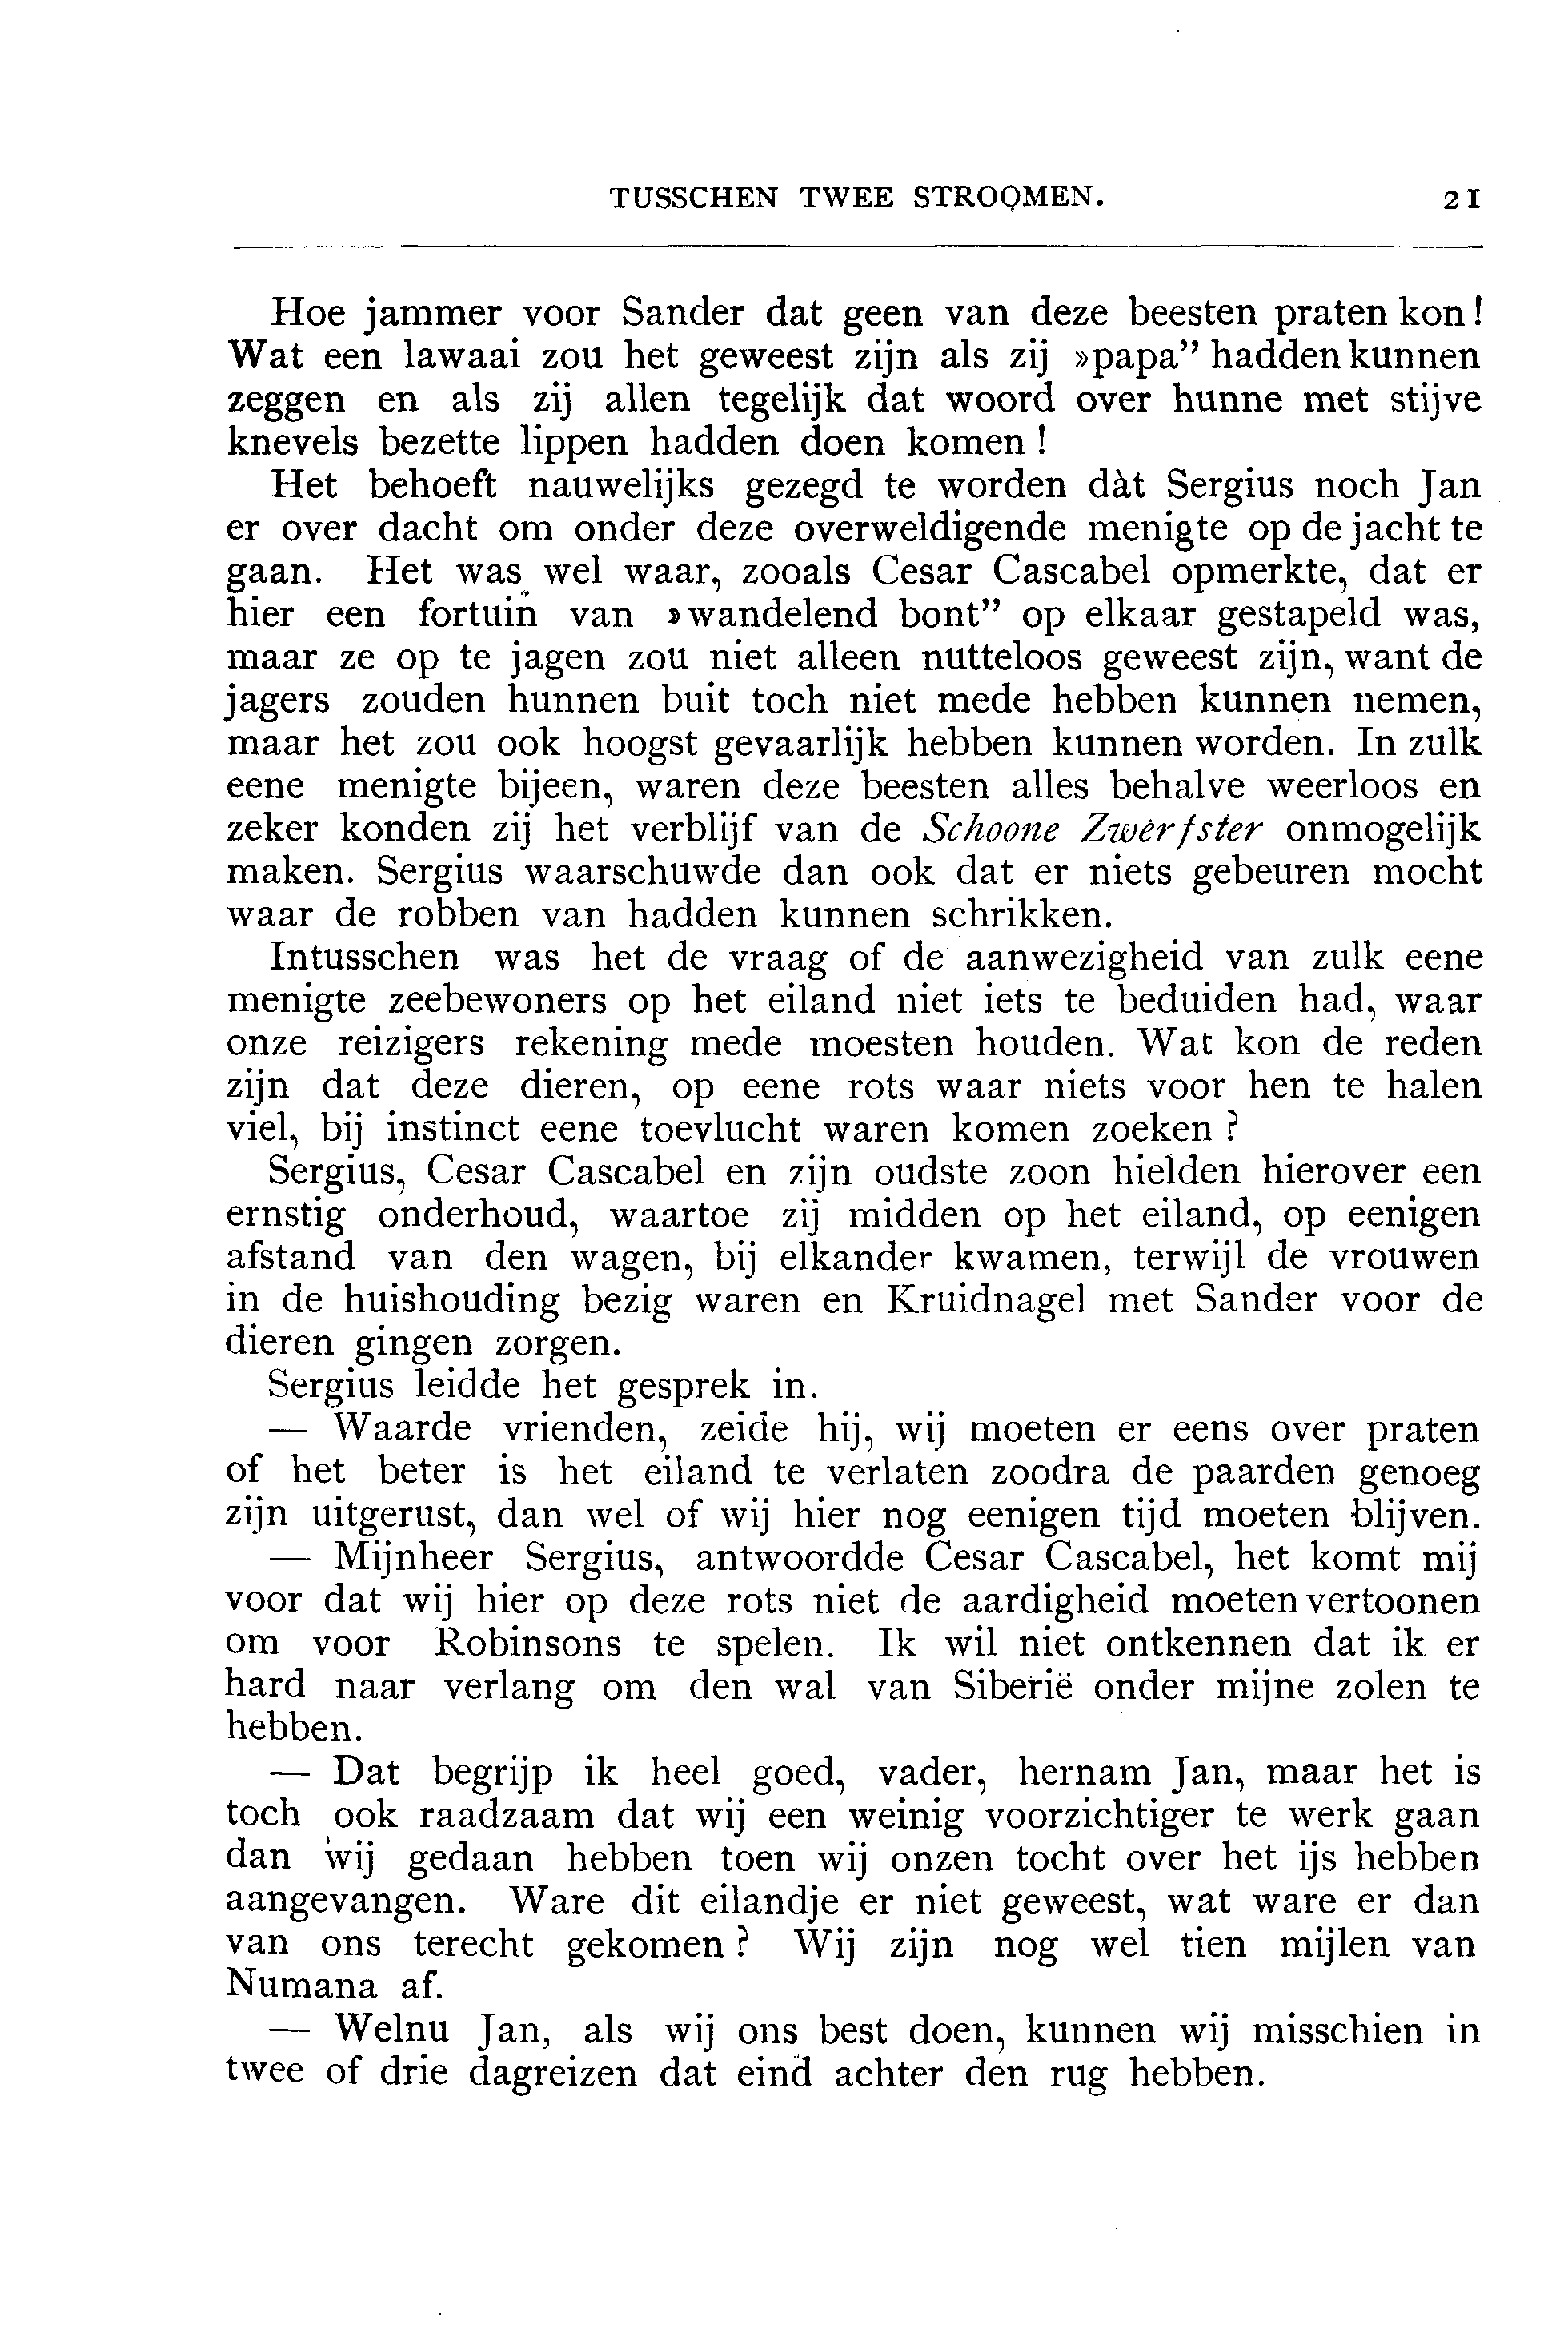 TUSSCHEN TWEE STROOMEN. 21
Hoe jammer voor Sander dat geen van deze beesten praten kon!
Wat een lawaai zou het geweest zijn als zij »papa” hadden kunnen
zeggen en als zij allen tegelijk dat woord over hunne met stijve
knevels bezette lippen hadden doen komen!
Het behoeft nauwelijks gezegd te worden dàt Sergius noch Jan
er over dacht om onder deze overweldigende menigte op de jacht te
gaan. Het was wel waar, zooals Cesar Cascabel opmerkte, dat er
hier een fortuin van »wandelend bont” op elkaar gestapeld was,
maar ze op te jagen zou niet alleen nutteloos geweest zijn, want de
jagers zouden hunnen buit toch niet mede hebben kunnen nemen,
maar het zou ook hoogst gevaarlijk hebben kunnen worden. In zulk
eene menigte bijeen, waren deze beesten alles behalve weerloos en
zeker konden zij het verblijf van de Schoone Zwerfster onmogelijk
maken. Sergius waarschuwde dan ook dat er niets gebeuren mocht
waar de robben van hadden kunnen schrikken.
Intusschen was het de vraag of de aanwezigheid van zulk eene
menigte zeebewoners op het eiland niet iets te beduiden had, waar
onze reizigers rekening mede moesten houden. Wat kon de reden
zijn dat deze dieren, op eene rots waar niets voor hen te halen
viel, bij instinct eene toevlucht waren komen zoeken?
Sergius, Cesar Cascabel en zijn oudste zoon hielden hierover een
ernstig onderhoud, waartoe zij midden op het eiland, op eenigen
afstand van den wagen, bij elkander kwamen, terwijl de vrouwen
in de huishouding bezig waren en Kruidnagel met Sander voor de
dieren gingen zorgen.
Sergius leidde het gesprek in.
— Waarde vrienden, zeide hij, wij moeten er eens over praten
of het beter is het eiland te verlaten zoodra de paarden genoeg
zijn uitgerust, dan wel of wij hier nog eenigen tijd moeten blijven.
— Mijnheer Sergius, antwoordde Cesar Cascabel, het komt mij
voor dat wij hier op deze rots niet de aardigheid moeten vertoonen
om voor Robinsons te spelen. Ik wil niet ontkennen dat ik er
hard naar verlang om den wal van Siberië onder mijne zolen te
hebben.
— Dat begrijp ik heel goed, vader, hernam Jan, maar het is
toch ook raadzaam dat wij een weinig voorzichtiger te werk gaan
dan wij gedaan hebben toen wij onzen tocht over het ijs hebben
aangevangen. Ware dit eilandje er niet geweest, wat ware er dan
van ons terecht gekomen? Wij zijn nog wel tien mijlen van
Numana af.
— Welnu Jan, als wij ons best doen, kunnen wij misschien in
twee of drie dagreizen dat eind achter den rug hebben.